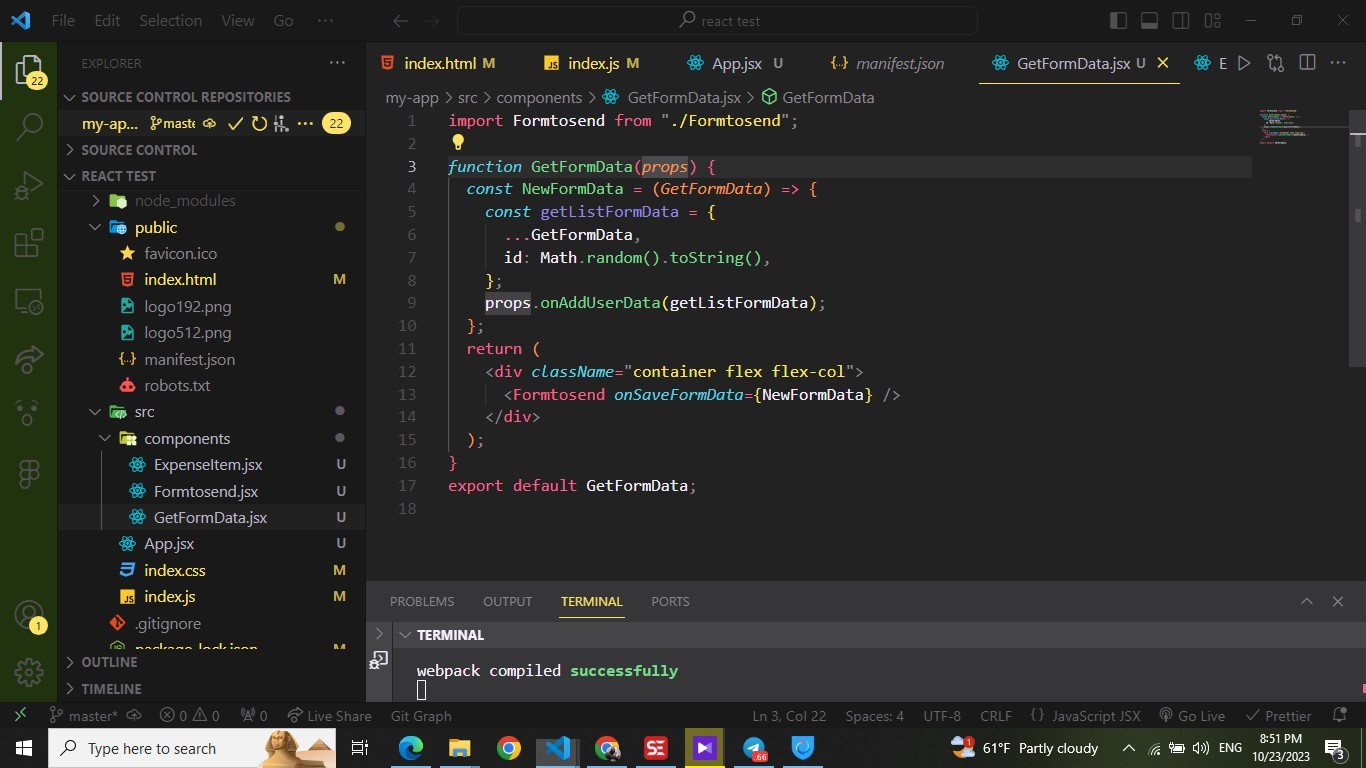 File Edit Selection View Go ··· react test
EXPLORER ···
SOURCE CONTROL REPOSITORIES
my-ap... maste ··· 22
SOURCE CONTROL
REACT TEST
node_modules
public
favicon.ico
index.html M
logo192.png
logo512.png
manifest.json
robots.txt
src
components
ExpenseItem.jsx U
Formtosend.jsx U
GetFormData.jsx U
App.jsx U
index.css M
index.js M
.gitignore
package-lock.json M
OUTLINE
TIMELINE
22
1
index.html M index.js M App.jsx U manifest.json GetFormData.jsx U E ···
my-app > src > components > GetFormData.jsx > GetFormData
1 import Formtosend from "./Formtosend";
2
3 function GetFormData(props) {
4 const NewFormData = (GetFormData) => {
5 const getListFormData = {
6 ...GetFormData,
7 id: Math.random().toString(),
8 };
9 props.onAddUserData(getListFormData);
10 };
11 return (
12 <div className="container flex flex-col">
13 <Formtosend onSaveFormData={NewFormData} />
14 </div>
15 );
16 }
17 export default GetFormData;
18
PROBLEMS OUTPUT TERMINAL PORTS
TERMINAL
webpack compiled successfully
master* 0 0 0 Live Share Git Graph Ln 3, Col 22 Spaces: 4 UTF-8 CRLF {} JavaScript JSX Go Live Prettier
Type here to search 66 1 61°F Partly cloudy ENG 8:51 PM
10/23/2023 3